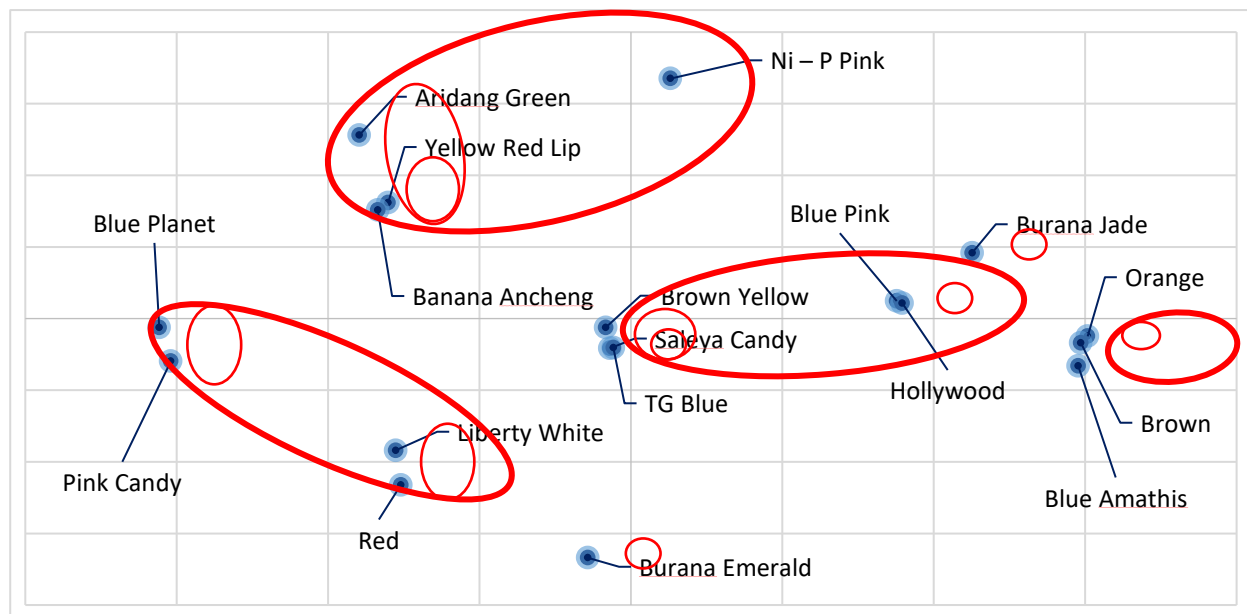 Ni – P Pink
Aridang Green
Yellow Red Lip
Blue Planet
Blue Pink
Burana Jade
Orange
Banana Ancheng
Brown Yellow
Saleya Candy
Hollywood
TG Blue
Brown
Liberty White
Pink Candy
Blue Amathis
Red
Burana Emerald